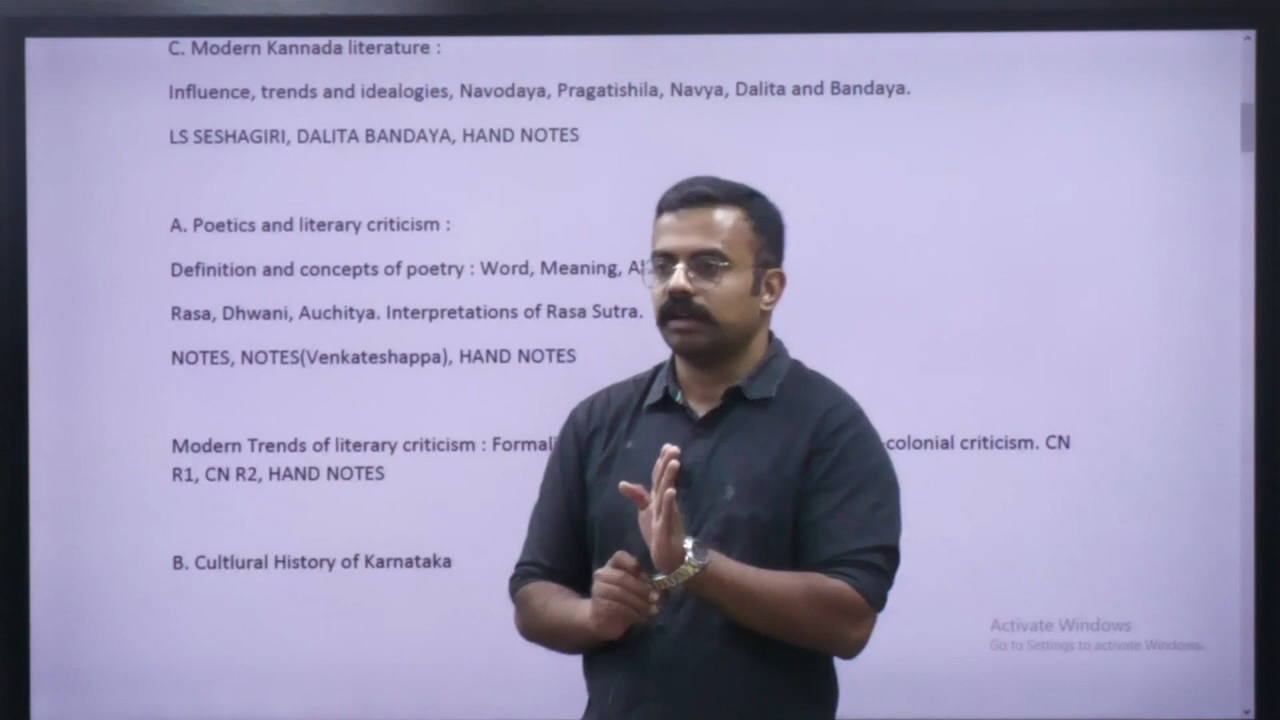 C. Modern Kannada literature :
Influence, trends and idealogies, Navodaya, Pragatishila, Navya, Dalita and Bandaya.
LS SESHAGIRI, DALITA BANDAYA, HAND NOTES
A. Poetics and literary criticism :
Definition and concepts of poetry : Word, Meaning,
Rasa, Dhwani, Auchitya. Interpretations of Rasa Sutra.
NOTES, NOTES(Venkateshappa), HAND NOTES
Modern Trends of literary criticism : Formali -colonial criticism. CN
R1, CN R2, HAND NOTES
B. Cultlural History of Karnataka
Activate Windows
Go to Settings to activate Windows.